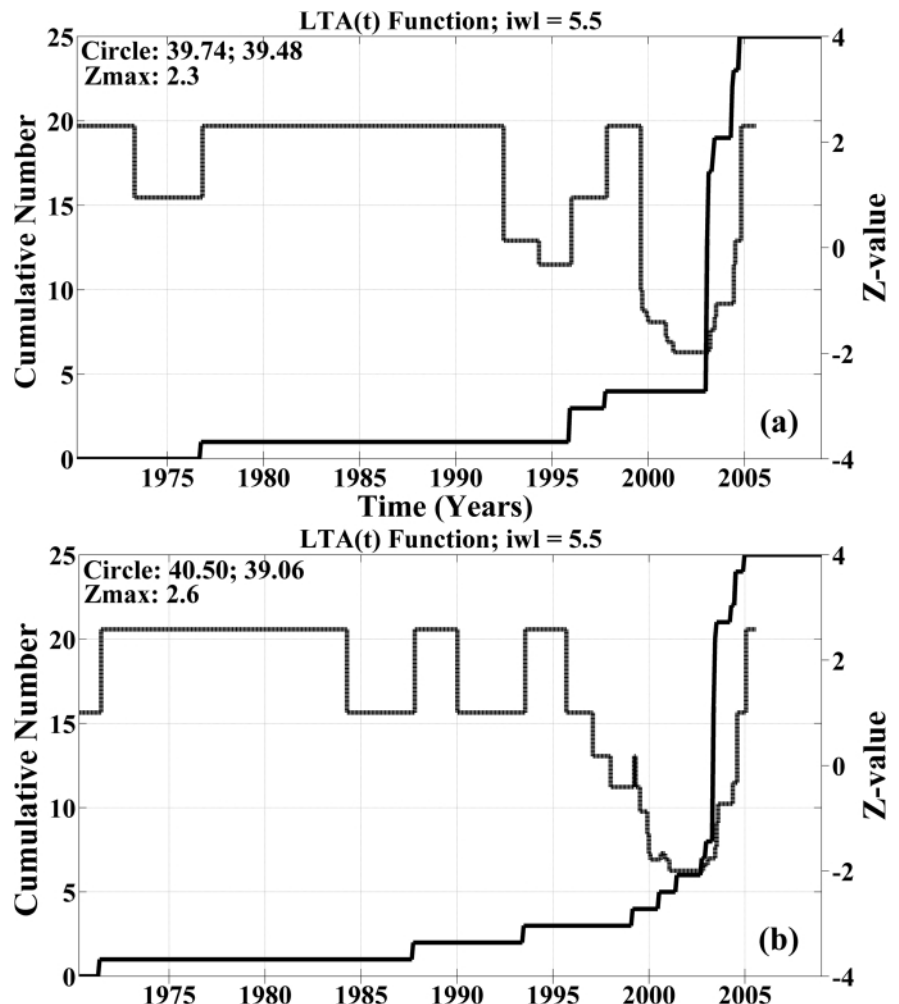 LTA(t) Function; iwl = 5.5
Circle: 39.74; 39.48
Zmax: 2.3
25
20
15
10
5
0
Cumulative Number
4
2
0
-2
-4
Z-value
(a)
1975 1980 1985 1990 1995 2000 2005
Time (Years)
LTA(t) Function; iwl = 5.5
Circle: 40.50; 39.06
Zmax: 2.6
25
20
15
10
5
0
Cumulative Number
4
2
0
-2
-4
Z-value
(b)
1975 1980 1985 1990 1995 2000 2005